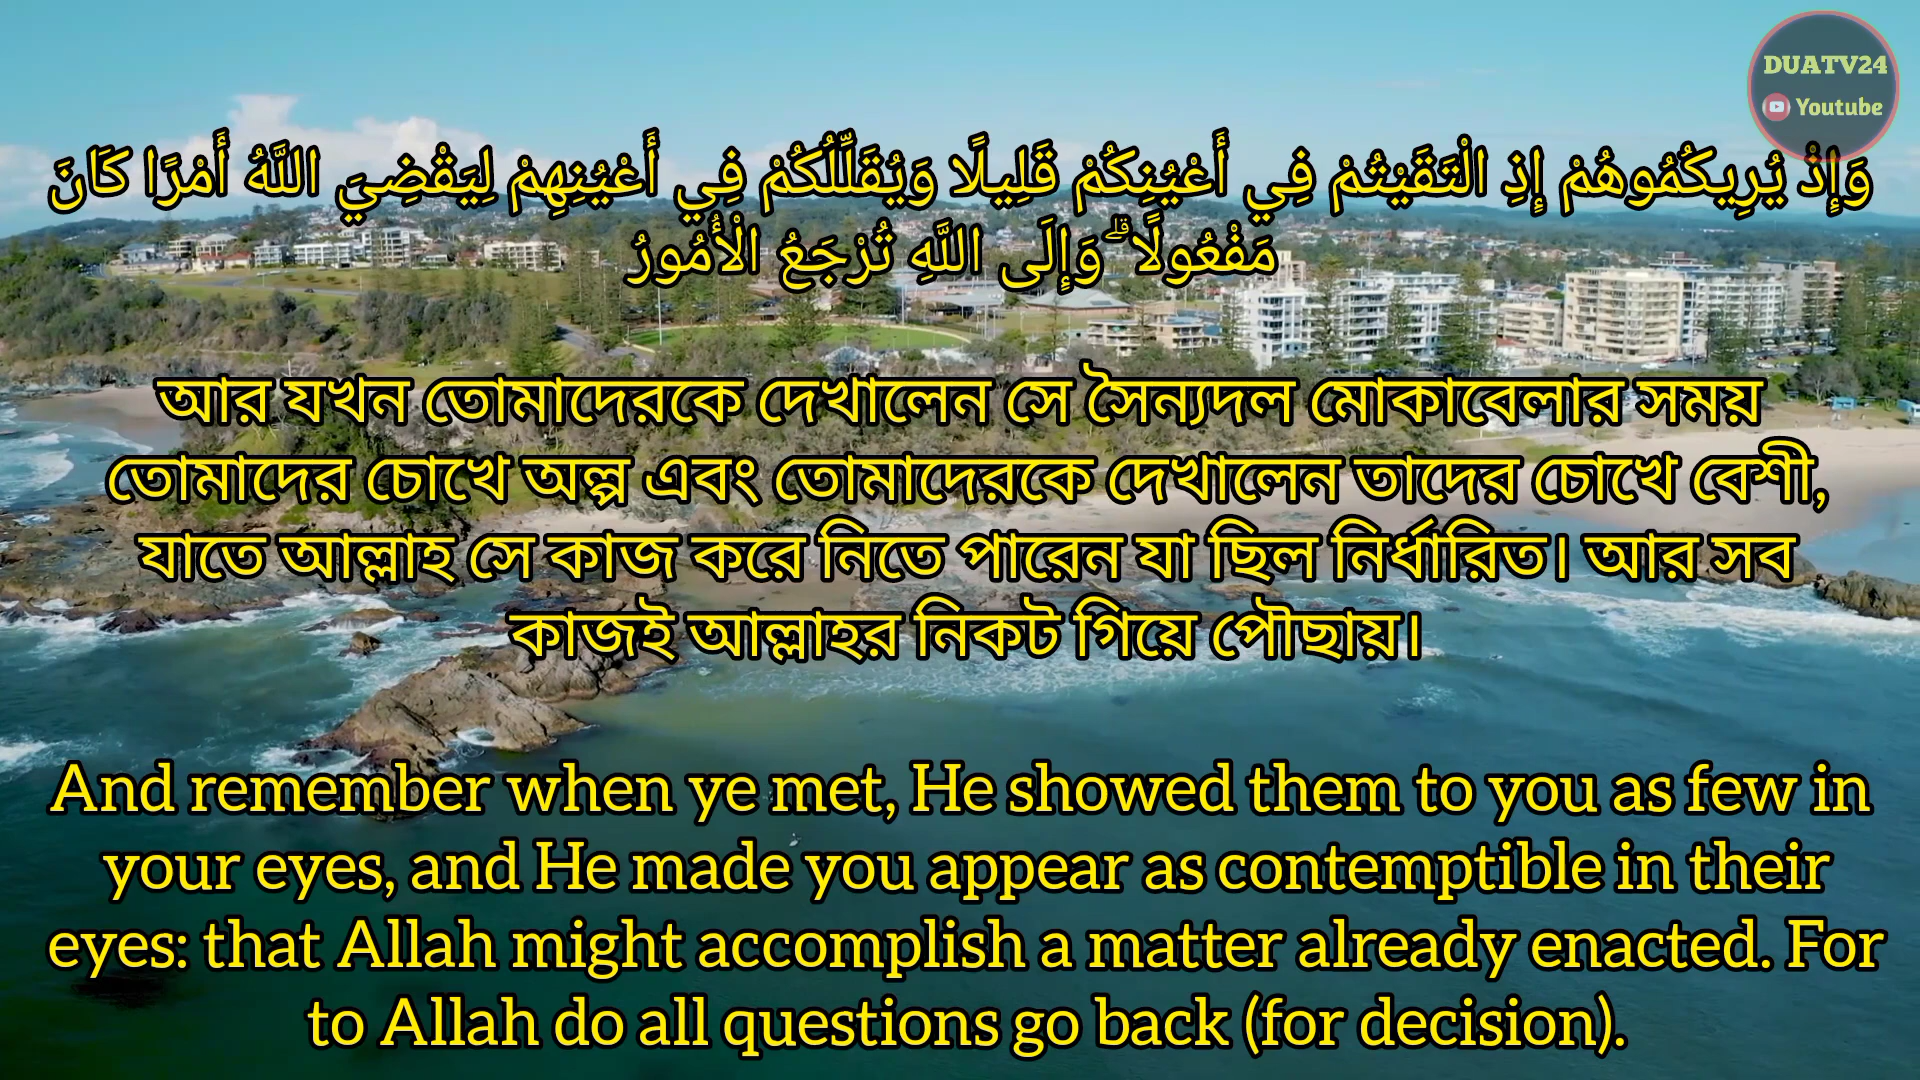 DUATV24
Youtube
وَإِذْ يُرِيكُمُوهُمْ إِذِ الْتَقَيْتُمْ فِي أَعْيُنِكُمْ قَلِيلًا وَيُقَلِّلُكُمْ فِي أَعْيُنِهِمْ لِيَقْضِيَ اللَّهُ أَمْرًا كَانَ
مَفْعُولًا ۗ وَإِلَى اللَّهِ تُرْجَعُ الْأُمُورُ
আর যখন তোমাদেরকে দেখালেন সে সৈন্যদল মোকাবেলার সময়
তোমাদের চোখে অল্প এবং তোমাদেরকে দেখালেন তাদের চোখে বেশী,
যাতে আল্লাহ সে কাজ করে নিতে পারেন যা ছিল নির্ধারিত। আর সব
কাজই আল্লাহর নিকট গিয়ে পৌছায়।
And remember when ye met, He showed them to you as few in
your eyes, and He made you appear as contemptible in their
eyes: that Allah might accomplish a matter already enacted. For
to Allah do all questions go back (for decision).